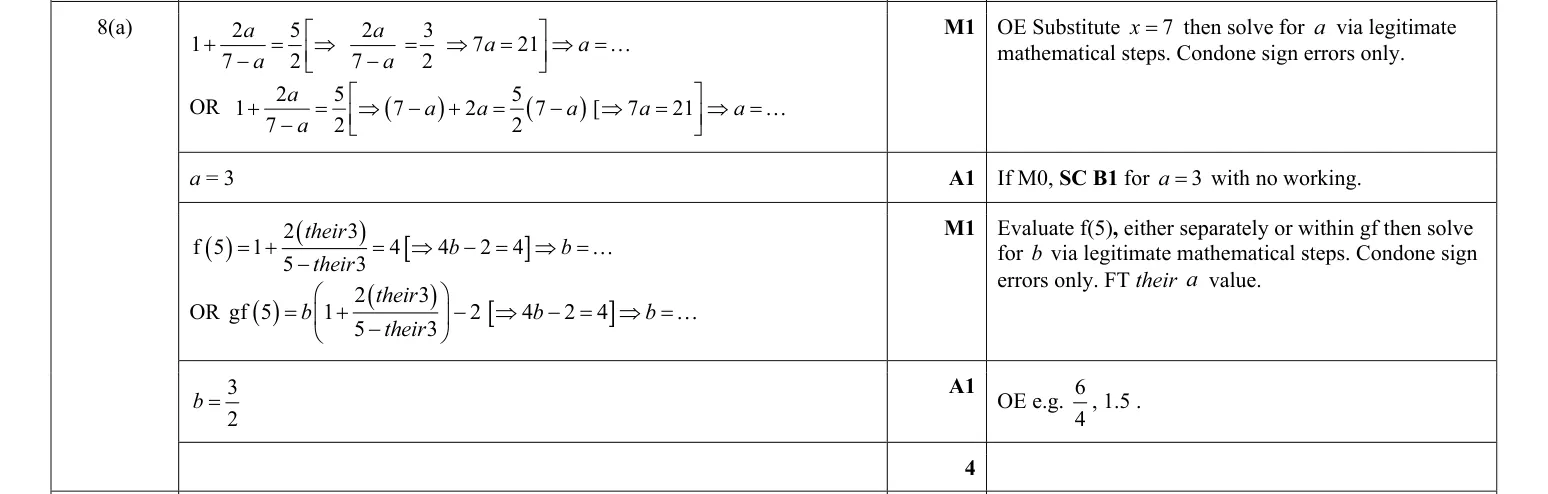 8(a)
1 + 2a/(7 − a) = 5/2 [⇒ 2a/(7 − a) = 3/2 ⇒ 7a = 21] ⇒ a = …
OR 1 + 2a/(7 − a) = 5/2 [⇒ (7 − a) + 2a = 5/2 (7 − a) [⇒ 7a = 21] ⇒ a = …
M1
OE Substitute x = 7 then solve for a via legitimate
mathematical steps. Condone sign errors only.
a = 3
A1
If M0, SC B1 for a = 3 with no working.
f(5) = 1 + 2(their3)/(5 − their3) = 4 [⇒ 4b − 2 = 4] ⇒ b = …
OR gf(5) = b(1 + 2(their3)/(5 − their3)) − 2 [⇒ 4b − 2 = 4] ⇒ b = …
M1
Evaluate f(5), either separately or within gf then solve
for b via legitimate mathematical steps. Condone sign
errors only. FT their a value.
b = 3/2
A1
OE e.g. 6/4, 1.5 .
4